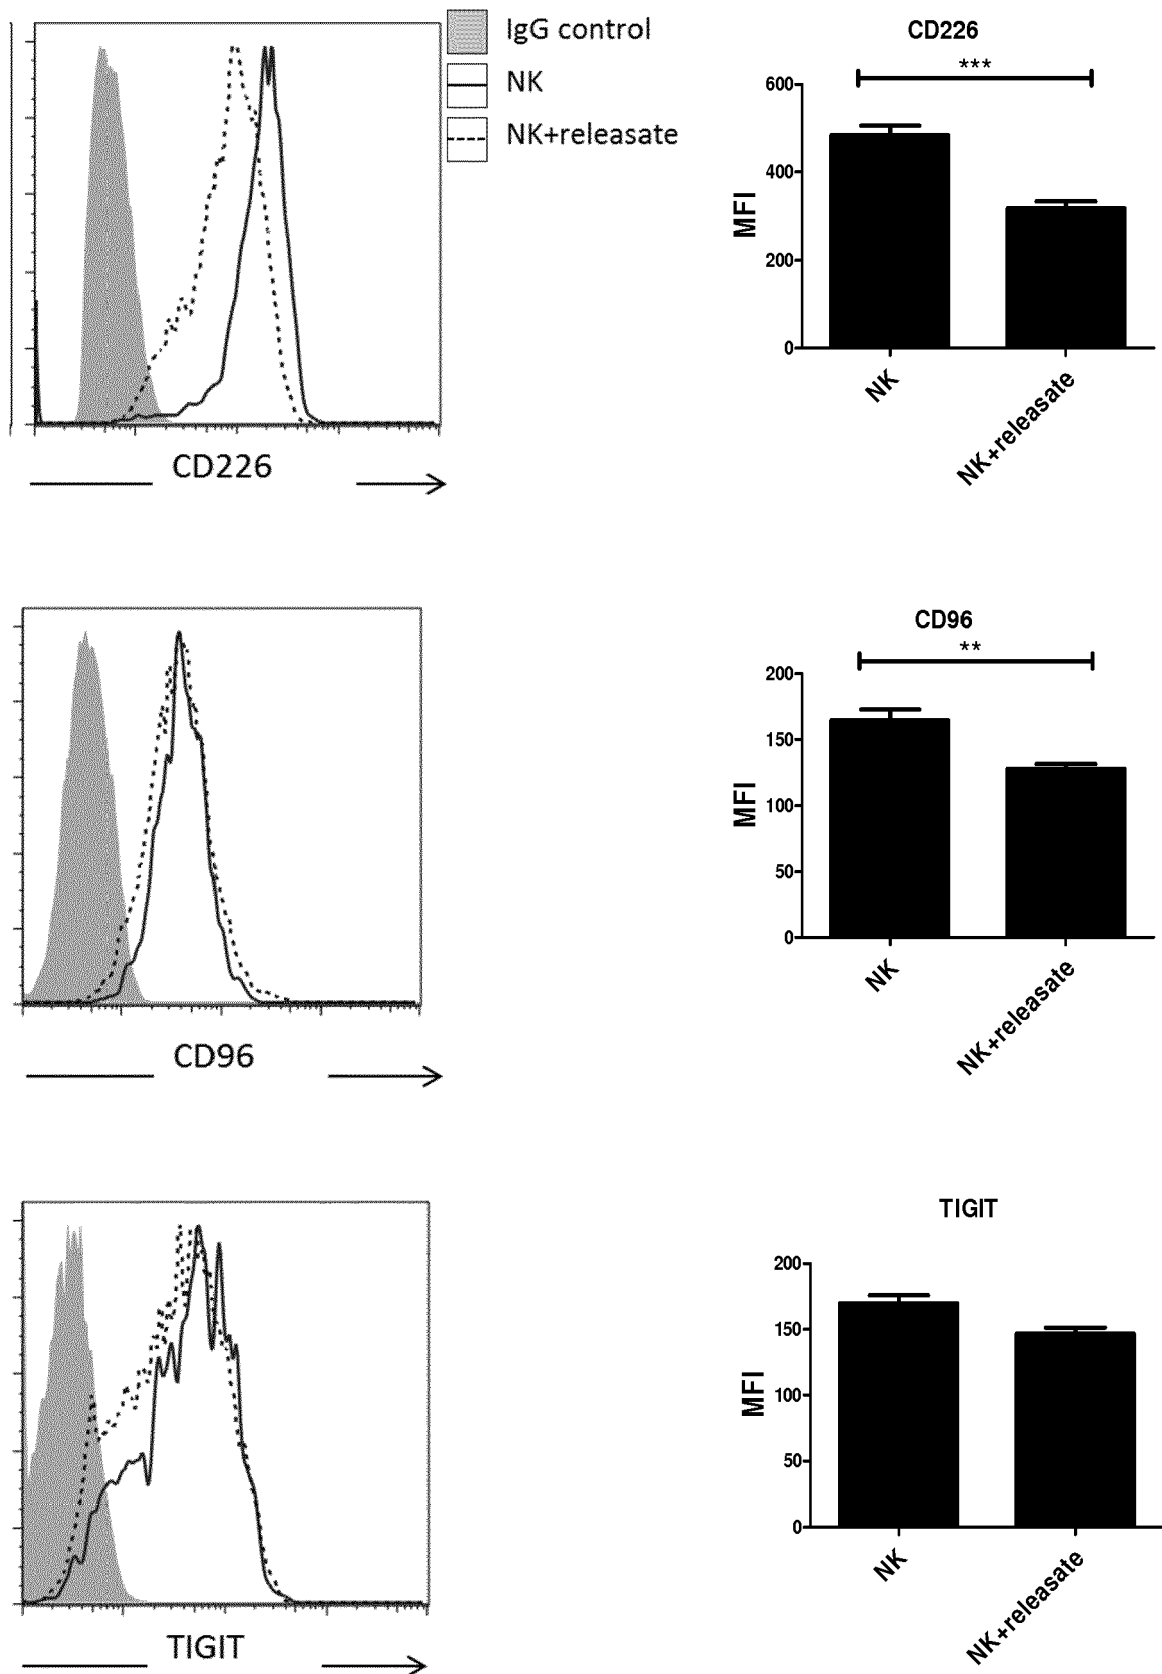 IgG control
NK
NK+releasate
CD226
CD226
***
600
400
200
0
MFI
NK
NK+releasate
CD96
CD96
**
200
150
100
50
0
MFI
NK
NK+releasate
TIGIT
TIGIT
200
150
100
50
0
MFI
NK
NK+releasate